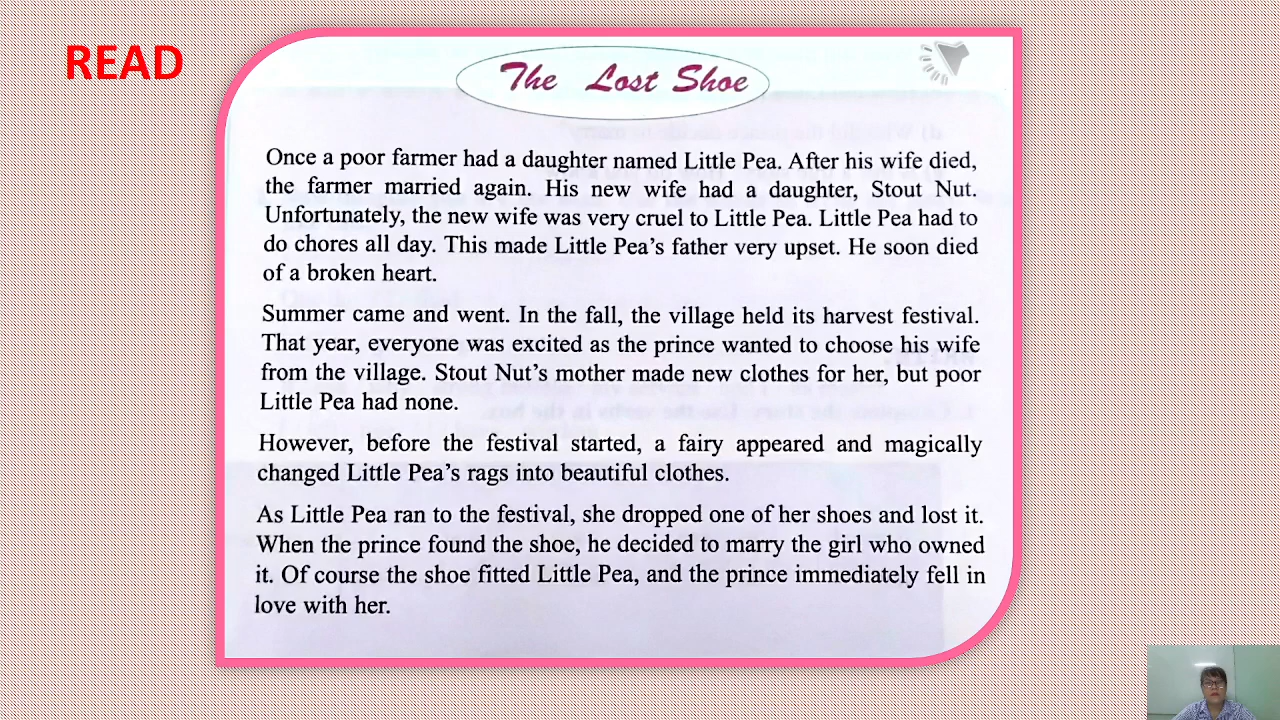 READ
The Lost Shoe
Once a poor farmer had a daughter named Little Pea. After his wife died,
the farmer married again. His new wife had a daughter, Stout Nut.
Unfortunately, the new wife was very cruel to Little Pea. Little Pea had to
do chores all day. This made Little Pea's father very upset. He soon died
of a broken heart.
Summer came and went. In the fall, the village held its harvest festival.
That year, everyone was excited as the prince wanted to choose his wife
from the village. Stout Nut's mother made new clothes for her, but poor
Little Pea had none.
However, before the festival started, a fairy appeared and magically
changed Little Pea's rags into beautiful clothes.
As Little Pea ran to the festival, she dropped one of her shoes and lost it.
When the prince found the shoe, he decided to marry the girl who owned
it. Of course the shoe fitted Little Pea, and the prince immediately fell in
love with her.